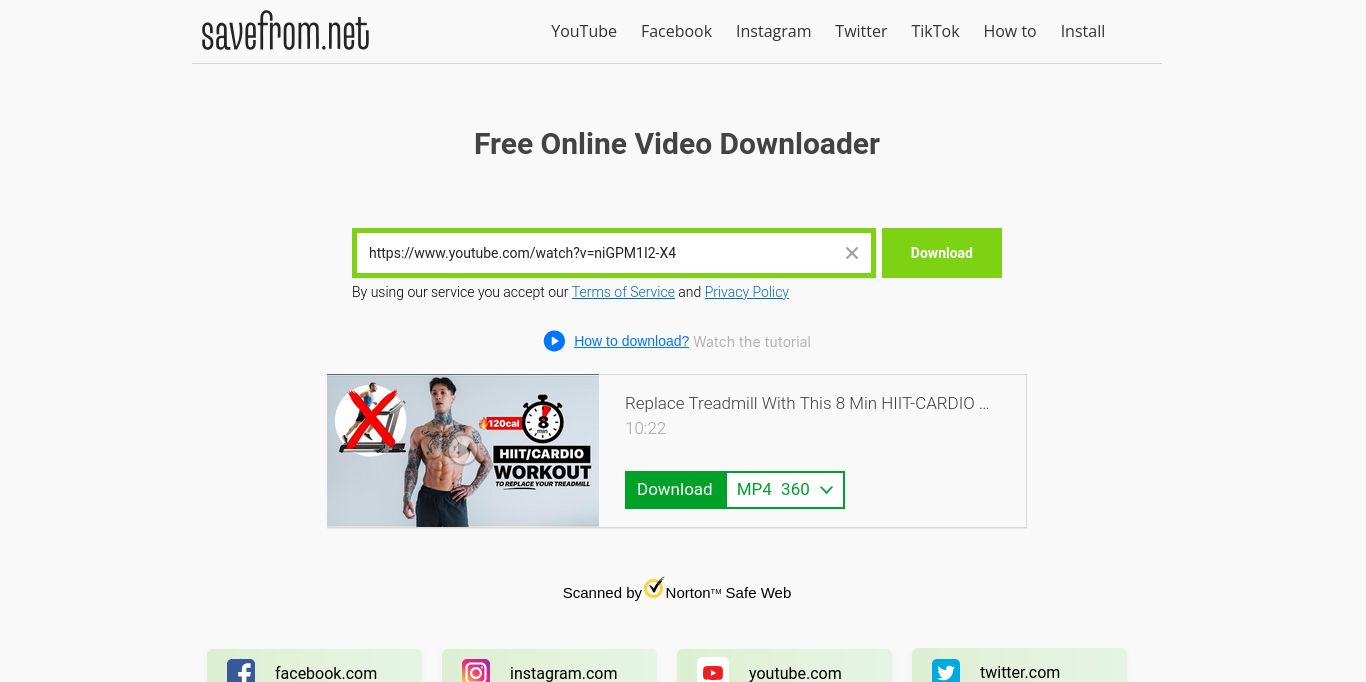 savefrom.net
YouTube Facebook Instagram Twitter TikTok How to Install
Free Online Video Downloader
https://www.youtube.com/watch?v=niGPM1I2-X4
Download
By using our service you accept our Terms of Service and Privacy Policy
How to download? Watch the tutorial
120cal
8
min
HIIT/CARDIO
WORKOUT
TO REPLACE YOUR TREADMILL
Replace Treadmill With This 8 Min HIIT-CARDIO ...
10:22
Download MP4 360
Scanned by Norton™ Safe Web
facebook.com
instagram.com
youtube.com
twitter.com